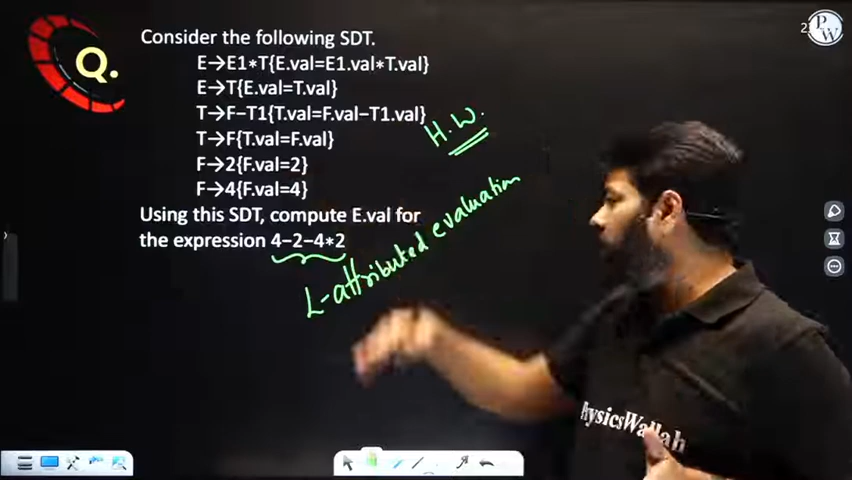 Q.
Consider the following SDT.
E→E1*T{E.val=E1.val*T.val}
E→T{E.val=T.val}
T→F−T1{T.val=F.val−T1.val}
T→F{T.val=F.val}
F→2{F.val=2}
F→4{F.val=4}
Using this SDT, compute E.val for
the expression 4−2−4*2
H.W.
L-attributed evaluation
PW
hysicsWallah